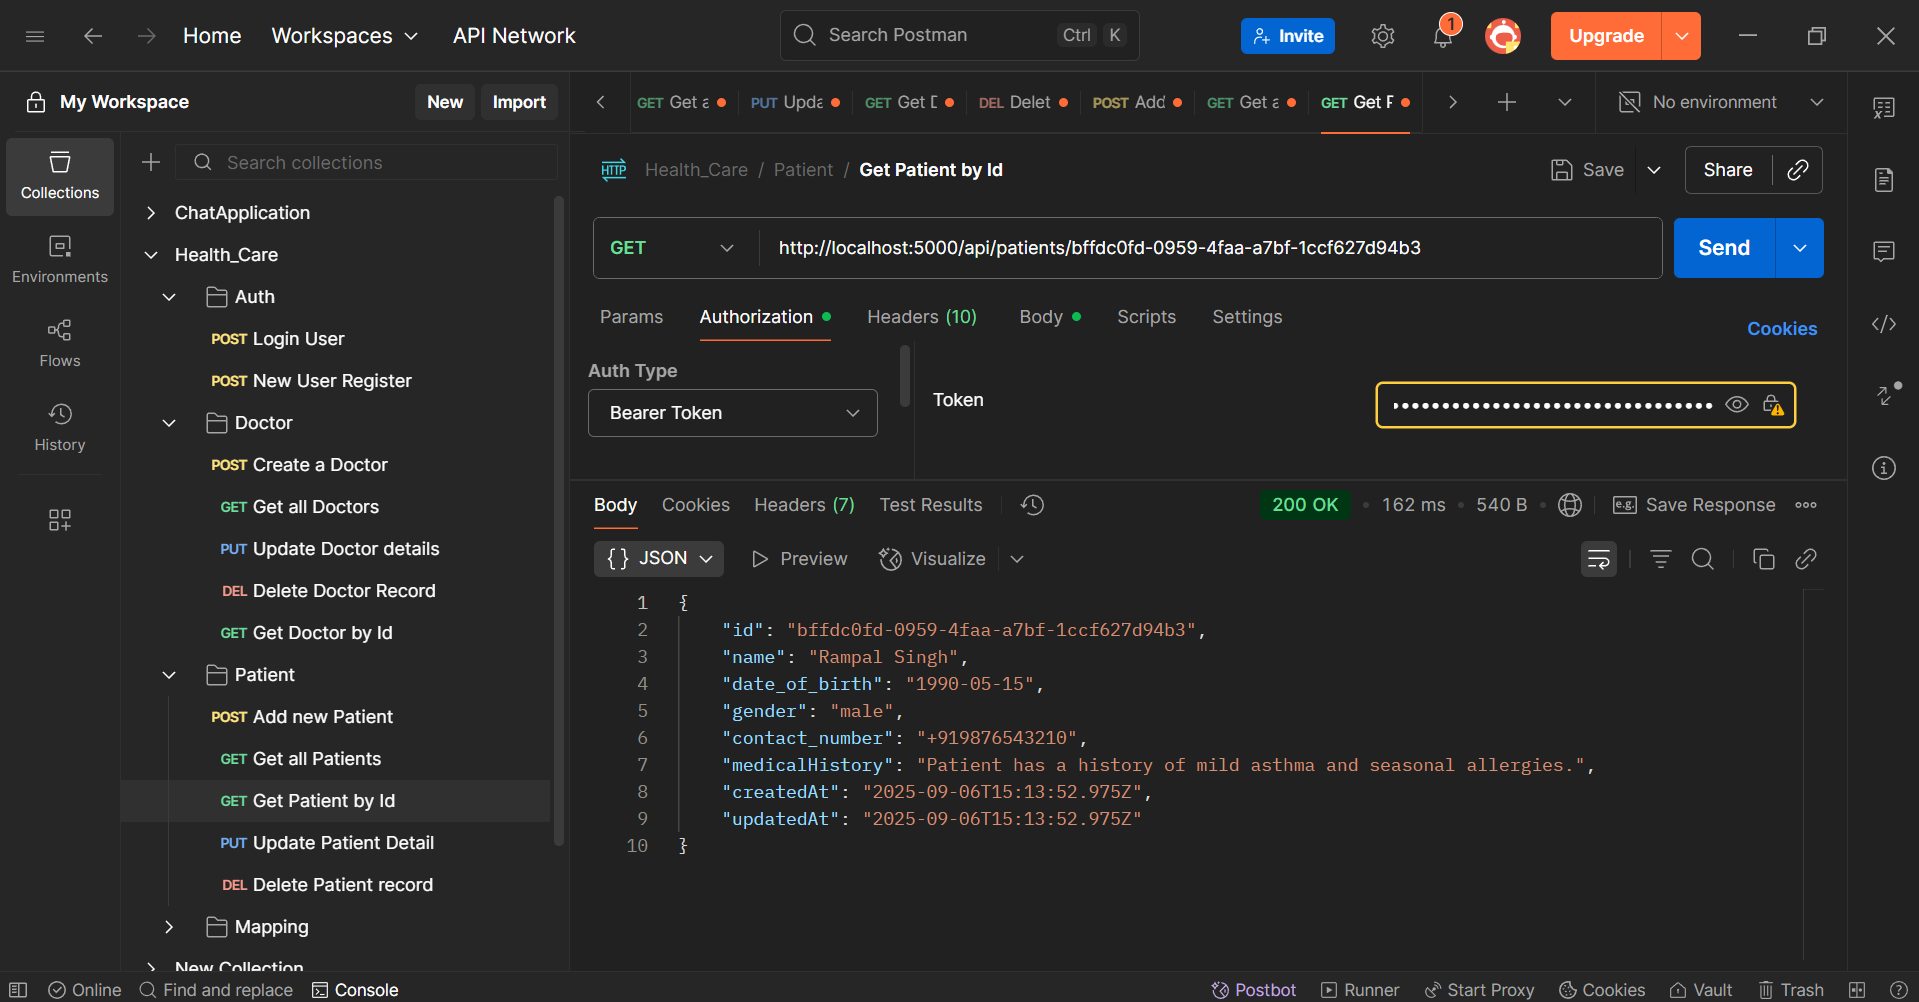 Home Workspaces API Network Search Postman Ctrl K Invite 1 Upgrade
My Workspace New Import GET Get a PUT Upda GET Get D DEL Delet POST Add GET Get a GET Get P No environment
Collections
Search collections
HTTP Health_Care / Patient / Get Patient by Id Save Share
ChatApplication
Health_Care
GET http://localhost:5000/api/patients/bffdc0fd-0959-4faa-a7bf-1ccf627d94b3 Send
Environments
Auth
Params Authorization Headers (10) Body Scripts Settings Cookies
POST Login User
Flows
Auth Type
POST New User Register
Bearer Token
Token
History
Doctor
POST Create a Doctor
GET Get all Doctors
PUT Update Doctor details
DEL Delete Doctor Record
GET Get Doctor by Id
Patient
POST Add new Patient
GET Get all Patients
GET Get Patient by Id
PUT Update Patient Detail
DEL Delete Patient record
Mapping
New Collection
Body Cookies Headers (7) Test Results 200 OK 162 ms 540 B e.g. Save Response
{} JSON Preview Visualize
1 {
2 "id": "bffdc0fd-0959-4faa-a7bf-1ccf627d94b3",
3 "name": "Rampal Singh",
4 "date_of_birth": "1990-05-15",
5 "gender": "male",
6 "contact_number": "+919876543210",
7 "medicalHistory": "Patient has a history of mild asthma and seasonal allergies.",
8 "createdAt": "2025-09-06T15:13:52.975Z",
9 "updatedAt": "2025-09-06T15:13:52.975Z"
10 }
Online Find and replace Console Postbot Runner Start Proxy Cookies Vault Trash